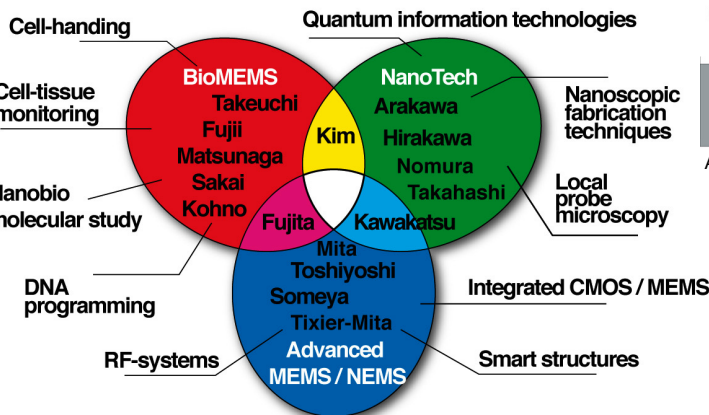 Quantum information technologies
Cell-handing
BioMEMS
NanoTech
Takeuchi
Fujii
Matsunaga
Sakai
Kohno
Kim
Arakawa
Hirakawa
Nomura
Takahashi
Fujita
Kawakatsu
Mita
Toshiyoshi
Someya
Tixier-Mita
Advanced
MEMS / NEMS
Cell-tissue
monitoring
Nanobio
molecular study
DNA
programming
RF-systems
Nanoscopic
fabrication
techniques
Local
probe
microscopy
Integrated CMOS / MEMS
Smart structures